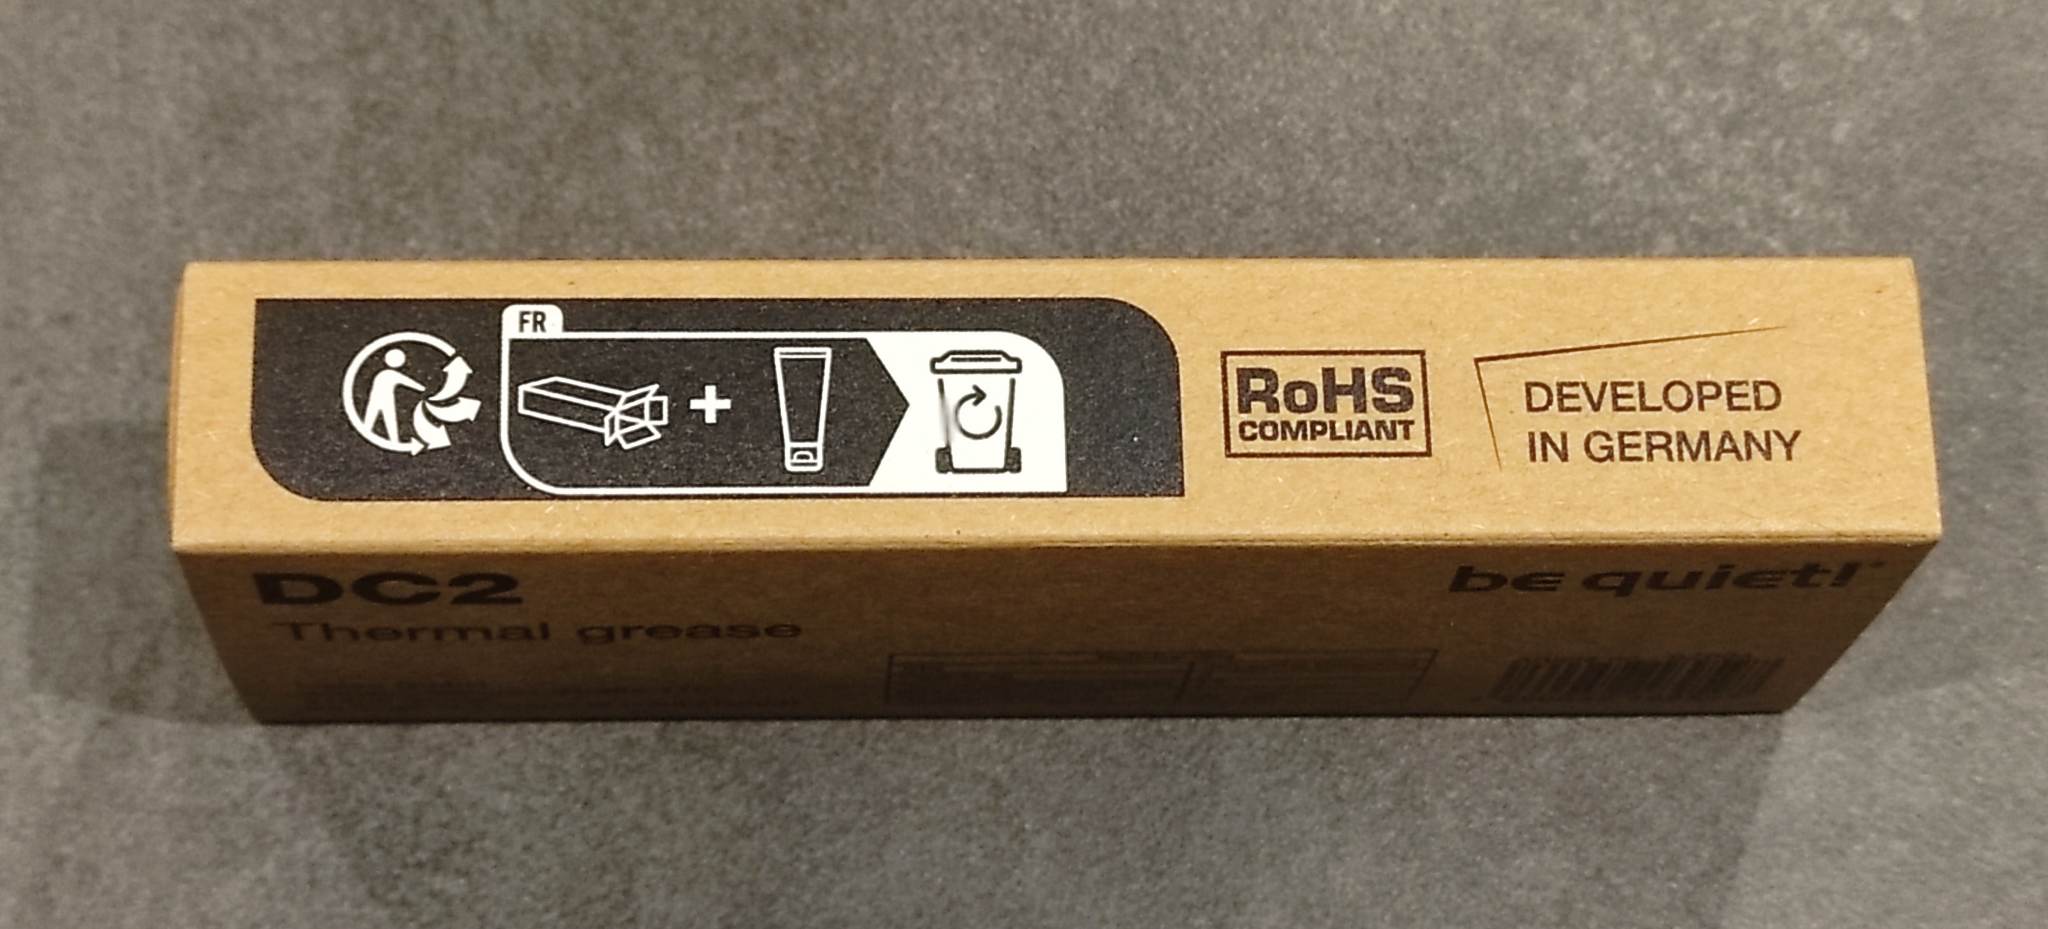 FR
RoHS
COMPLIANT
DEVELOPED
IN GERMANY
DC2
be quiet!
Thermal grease